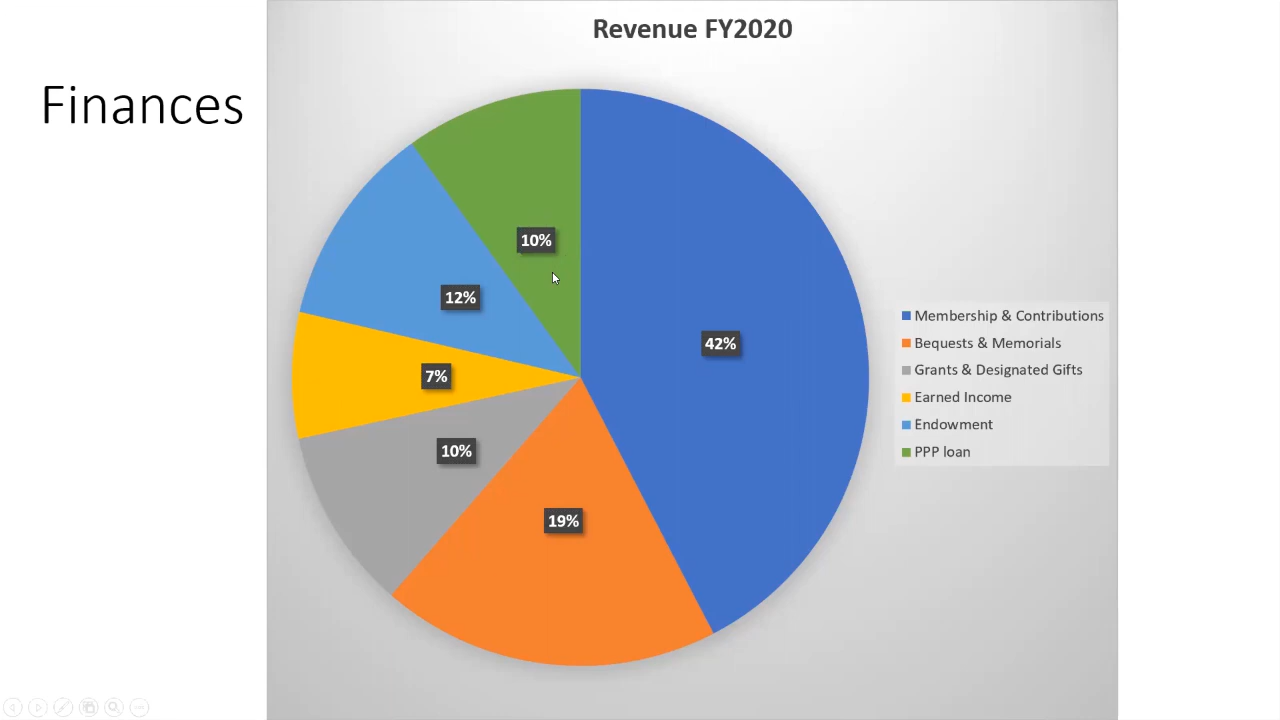 Revenue FY2020
Finances
10%
12%
42%
7%
10%
19%
Membership & Contributions
Bequests & Memorials
Grants & Designated Gifts
Earned Income
Endowment
PPP loan